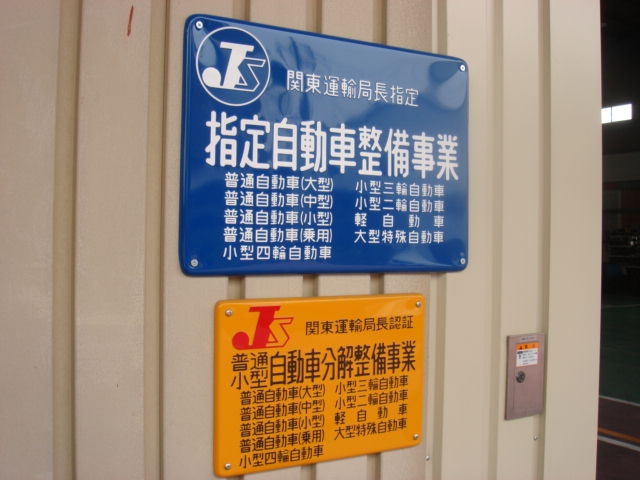 JS
関東運輸局長指定
指定自動車整備事業
普通自動車(大型) 小型三輪自動車
普通自動車(中型) 小型二輪自動車
普通自動車(小型) 軽自動車
普通自動車(乗用) 大型特殊自動車
小型四輪自動車
JS
関東運輸局長認証
普通
小型 自動車分解整備事業
普通自動車(大型) 小型三輪自動車
普通自動車(中型) 小型二輪自動車
普通自動車(小型) 軽自動車
普通自動車(乗用) 大型特殊自動車
小型四輪自動車